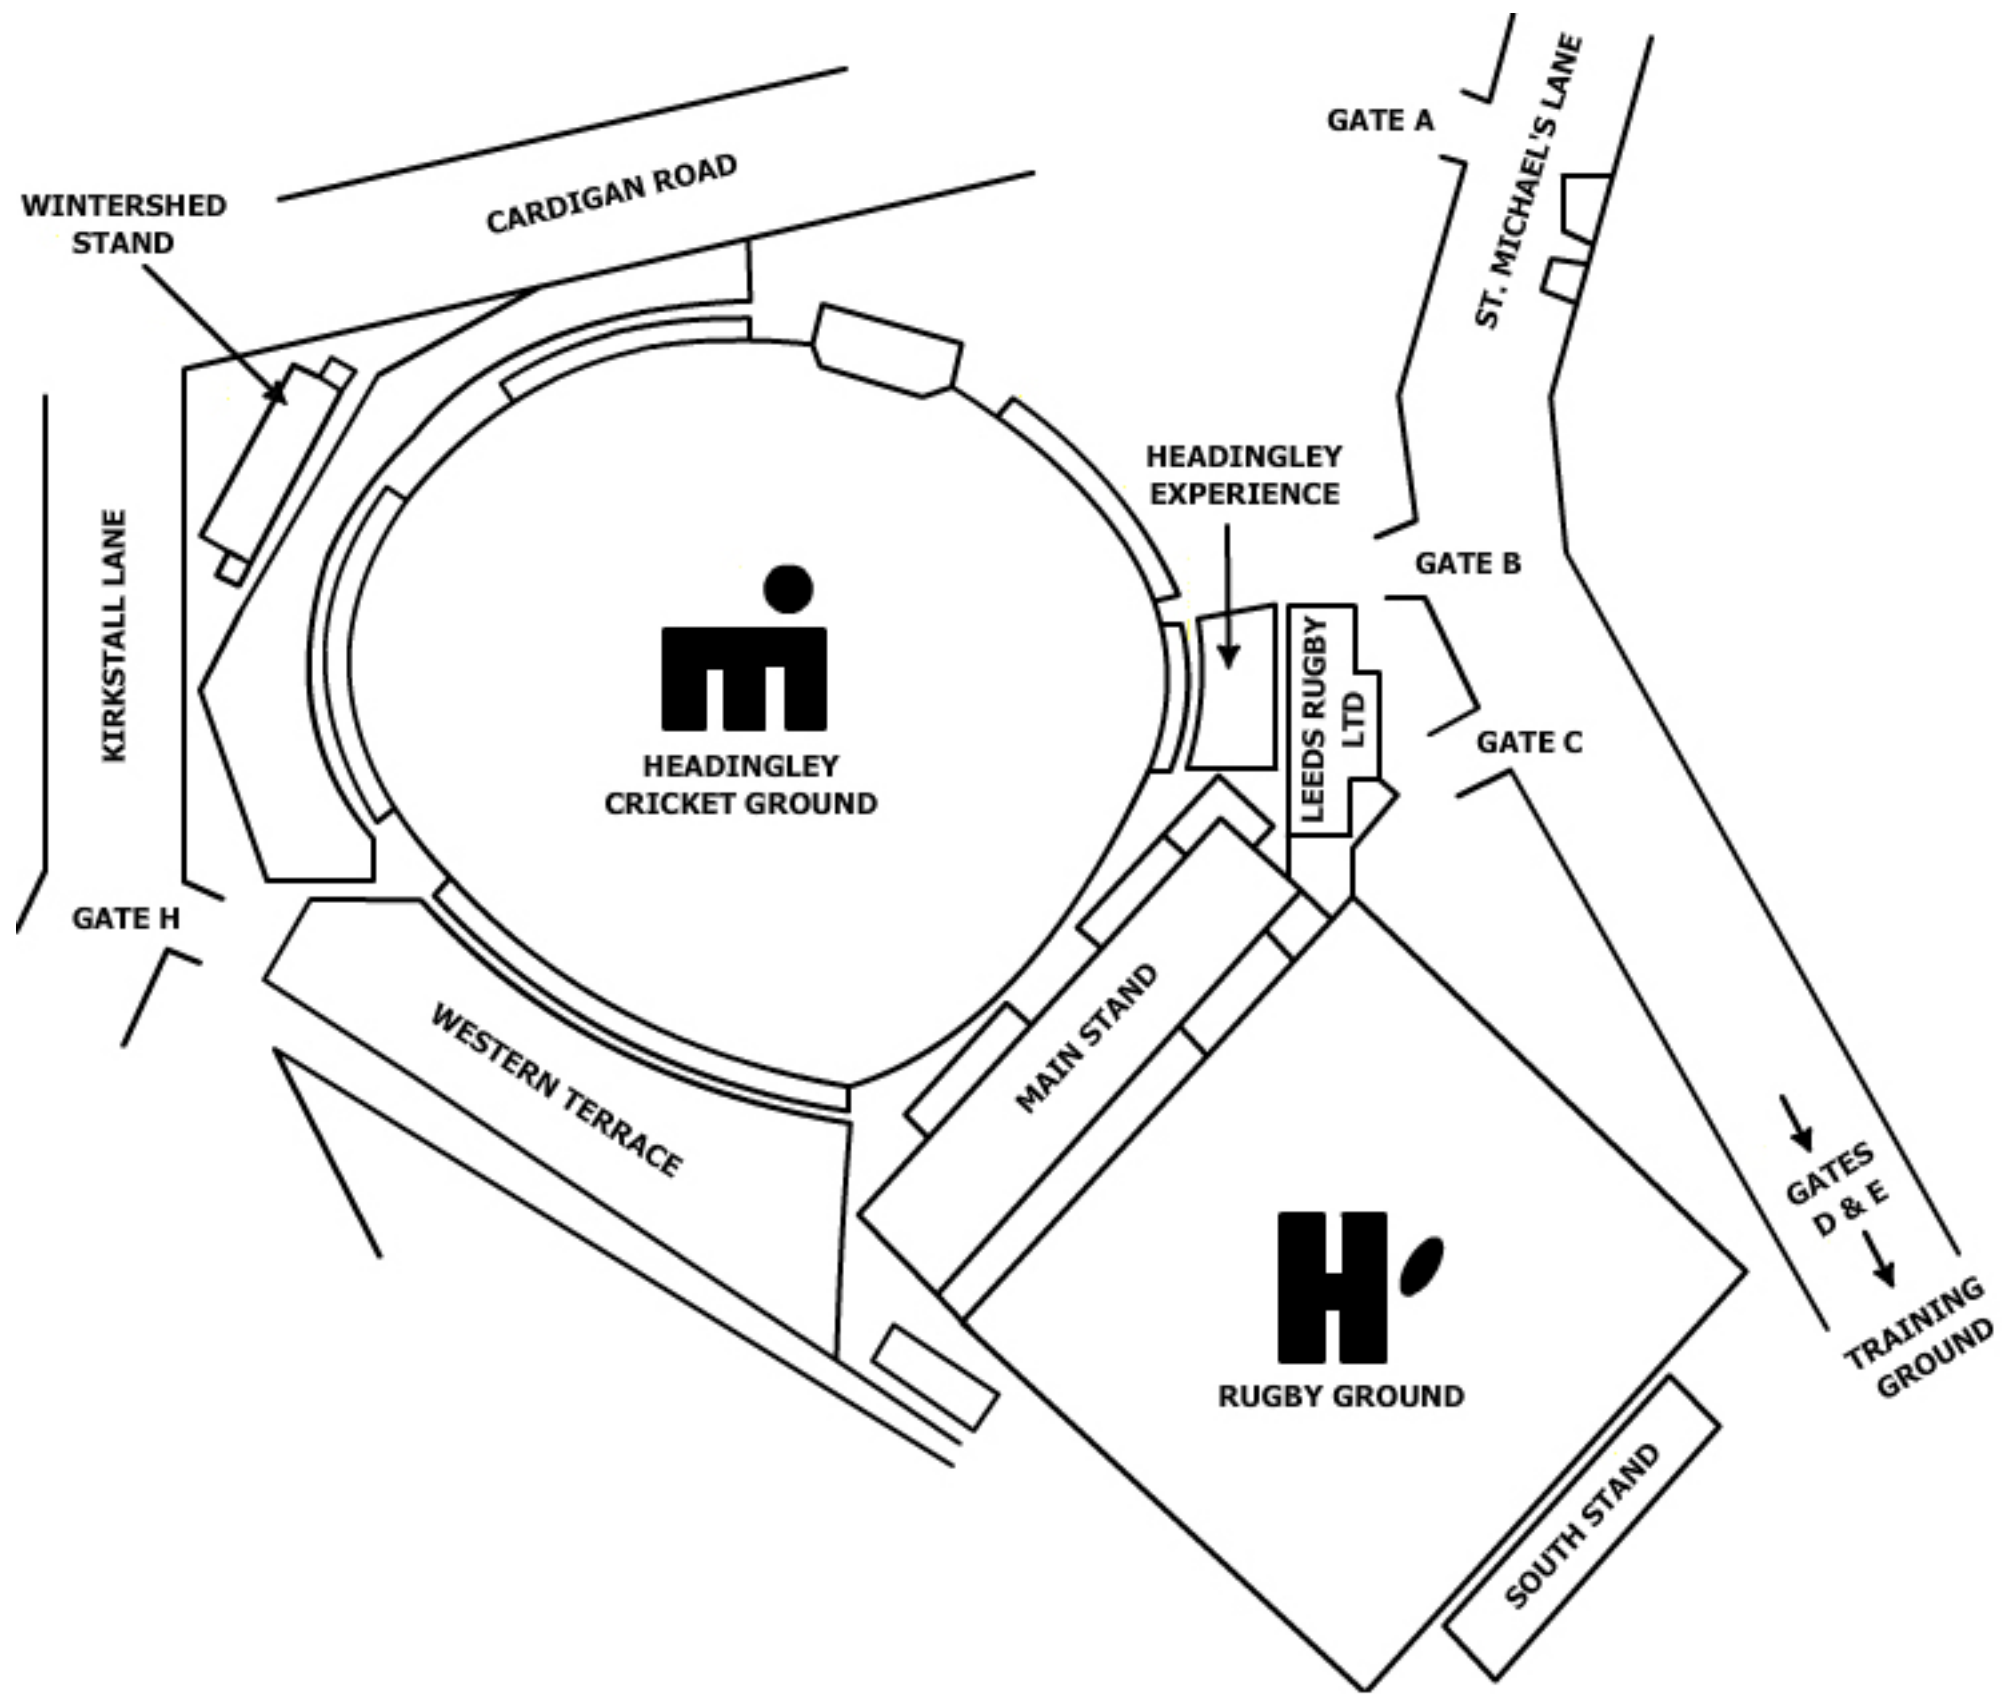 GATE A
ST. MICHAEL'S LANE
CARDIGAN ROAD
WINTERSHED
STAND
HEADINGLEY
EXPERIENCE
KIRKSTALL LANE
GATE B
LEEDS RUGBY
LTD
GATE C
HEADINGLEY
CRICKET GROUND
GATE H
MAIN STAND
WESTERN TERRACE
GATES
D & E
TRAINING
GROUND
H
RUGBY GROUND
SOUTH STAND